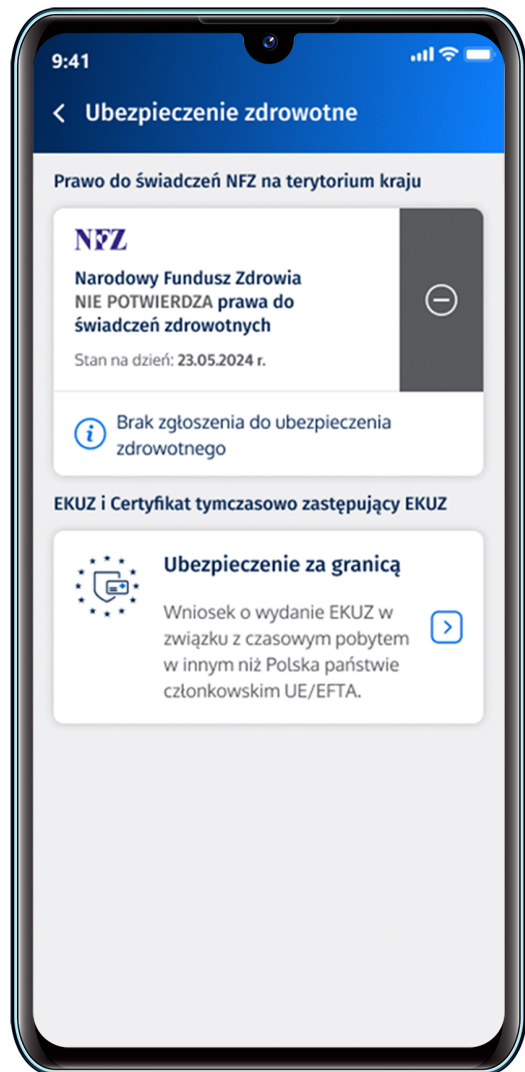 9:41
Ubezpieczenie zdrowotne
Prawo do świadczeń NFZ na terytorium kraju
NFZ
Narodowy Fundusz Zdrowia
NIE POTWIERDZA prawa do
świadczeń zdrowotnych
Stan na dzień: 23.05.2024 r.
Brak zgłoszenia do ubezpieczenia
zdrowotnego
EKUZ i Certyfikat tymczasowo zastępujący EKUZ
Ubezpieczenie za granicą
Wniosek o wydanie EKUZ w
związku z czasowym pobytem
w innym niż Polska państwie
członkowskim UE/EFTA.